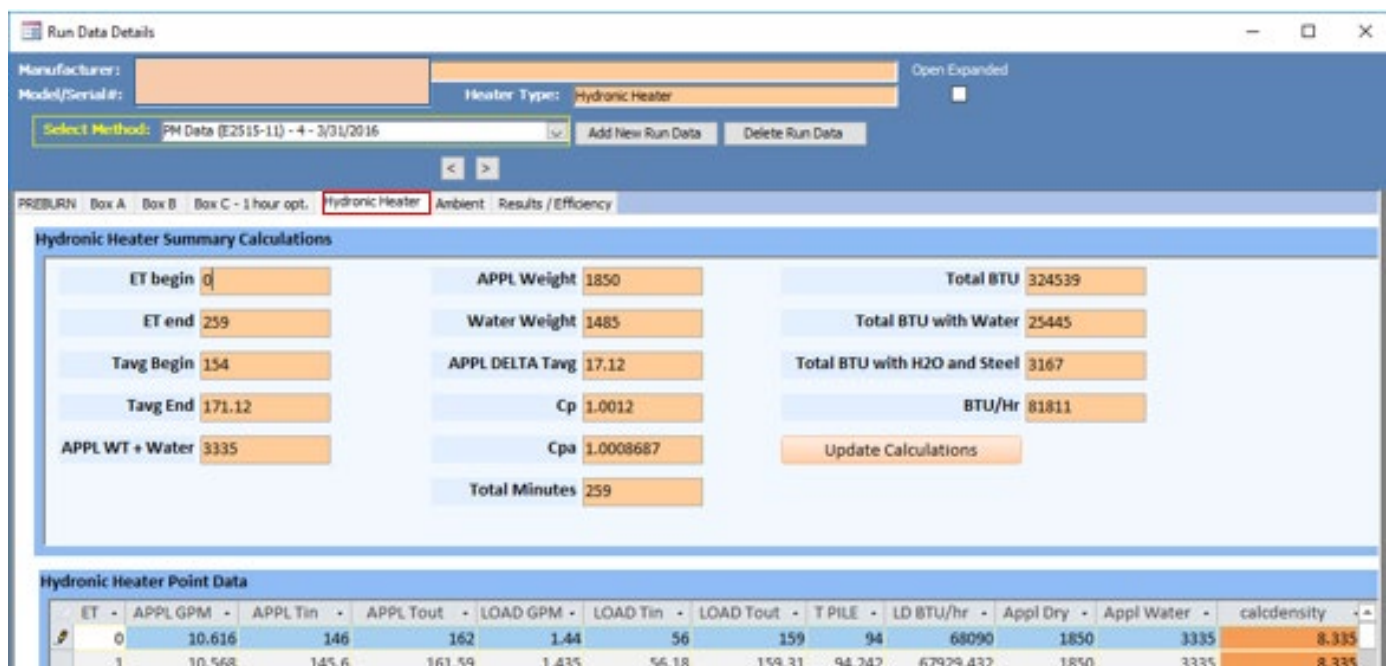 Run Data Details
Manufacturer: Open Expanded
Model/Serial#: Heater Type: Hydronic Heater
Select Method: PM Data (E2515-11) - 4 - 3/31/2016 Add New Run Data Delete Run Data
< >
PREBURN Box A Box B Box C - 1 hour opt. Hydronic Heater Ambient Results / Efficiency
Hydronic Heater Summary Calculations
ET begin 0 APPL Weight 1850 Total BTU 324539
ET end 259 Water Weight 1485 Total BTU with Water 25445
Tavg Begin 154 APPL DELTA Tavg 17.12 Total BTU with H2O and Steel 3167
Tavg End 171.12 Cp 1.0012 BTU/Hr 81811
APPL WT + Water 3335 Cpa 1.0008687 Update Calculations
Total Minutes 259
Hydronic Heater Point Data
ET APPL GPM APPL Tin APPL Tout LOAD GPM LOAD Tin LOAD Tout T PILE LD BTU/hr Appl Dry Appl Water calcdensity
0 10.616 146 162 1.44 56 159 94 68090 1850 3335 8.335
1 10.568 145.6 161.59 1.435 56.18 159.31 94.242 67929.432 1850 3335 8.335